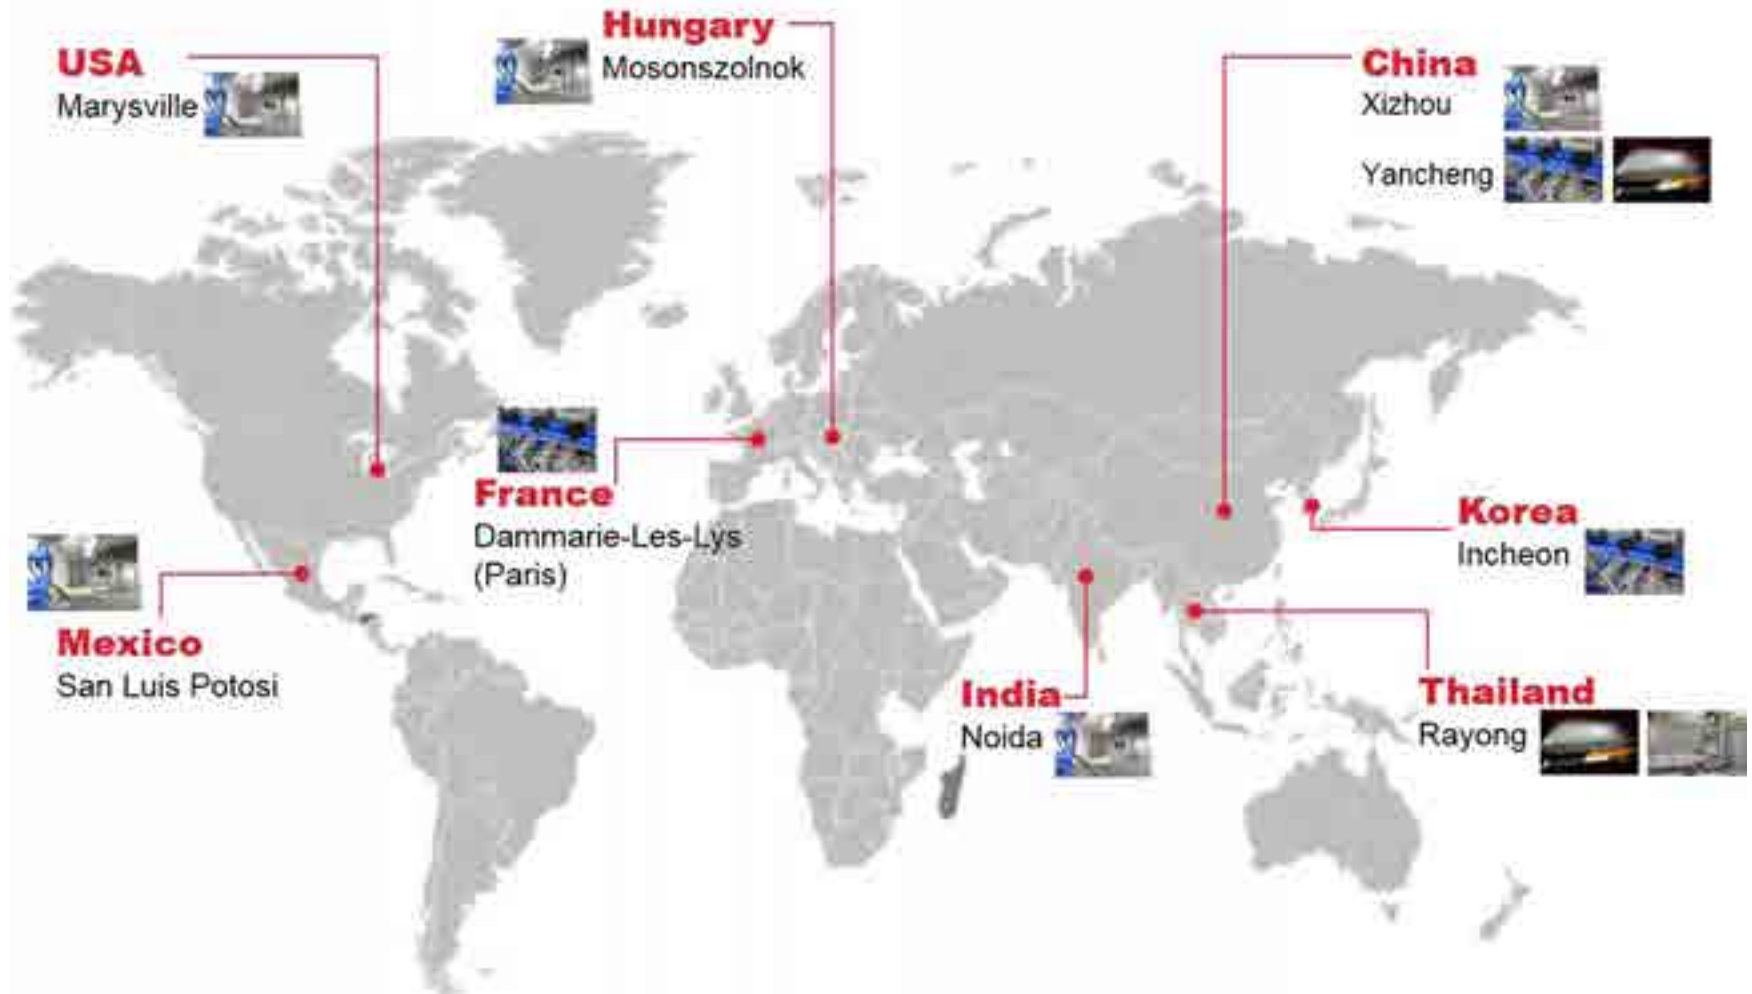 Hungary
Mosonszolnok
USA
Marysville
China
Xizhou
Yancheng
France
Dammarie-Les-Lys
(Paris)
Korea
Incheon
Mexico
San Luis Potosi
India
Noida
Thailand
Rayong